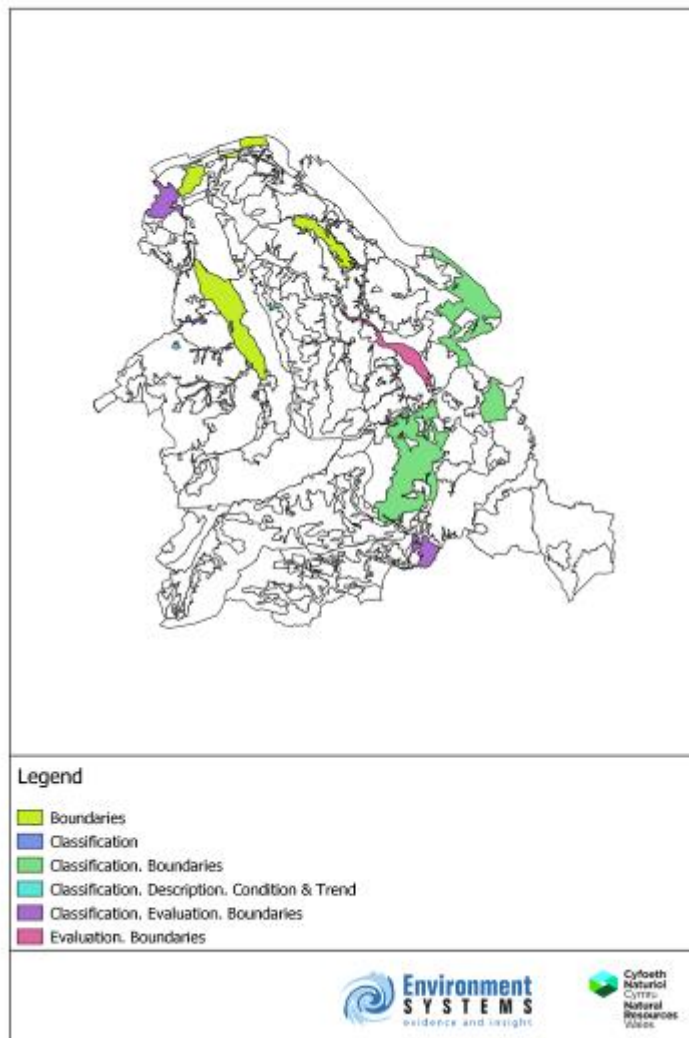 Legend
Boundaries
Classification
Classification. Boundaries
Classification. Description. Condition & Trend
Classification. Evaluation. Boundaries
Evaluation. Boundaries
Environment
SYSTEMS
evidence and insight
Cyfoeth
Naturiol
Cymru
Natural
Resources
Wales